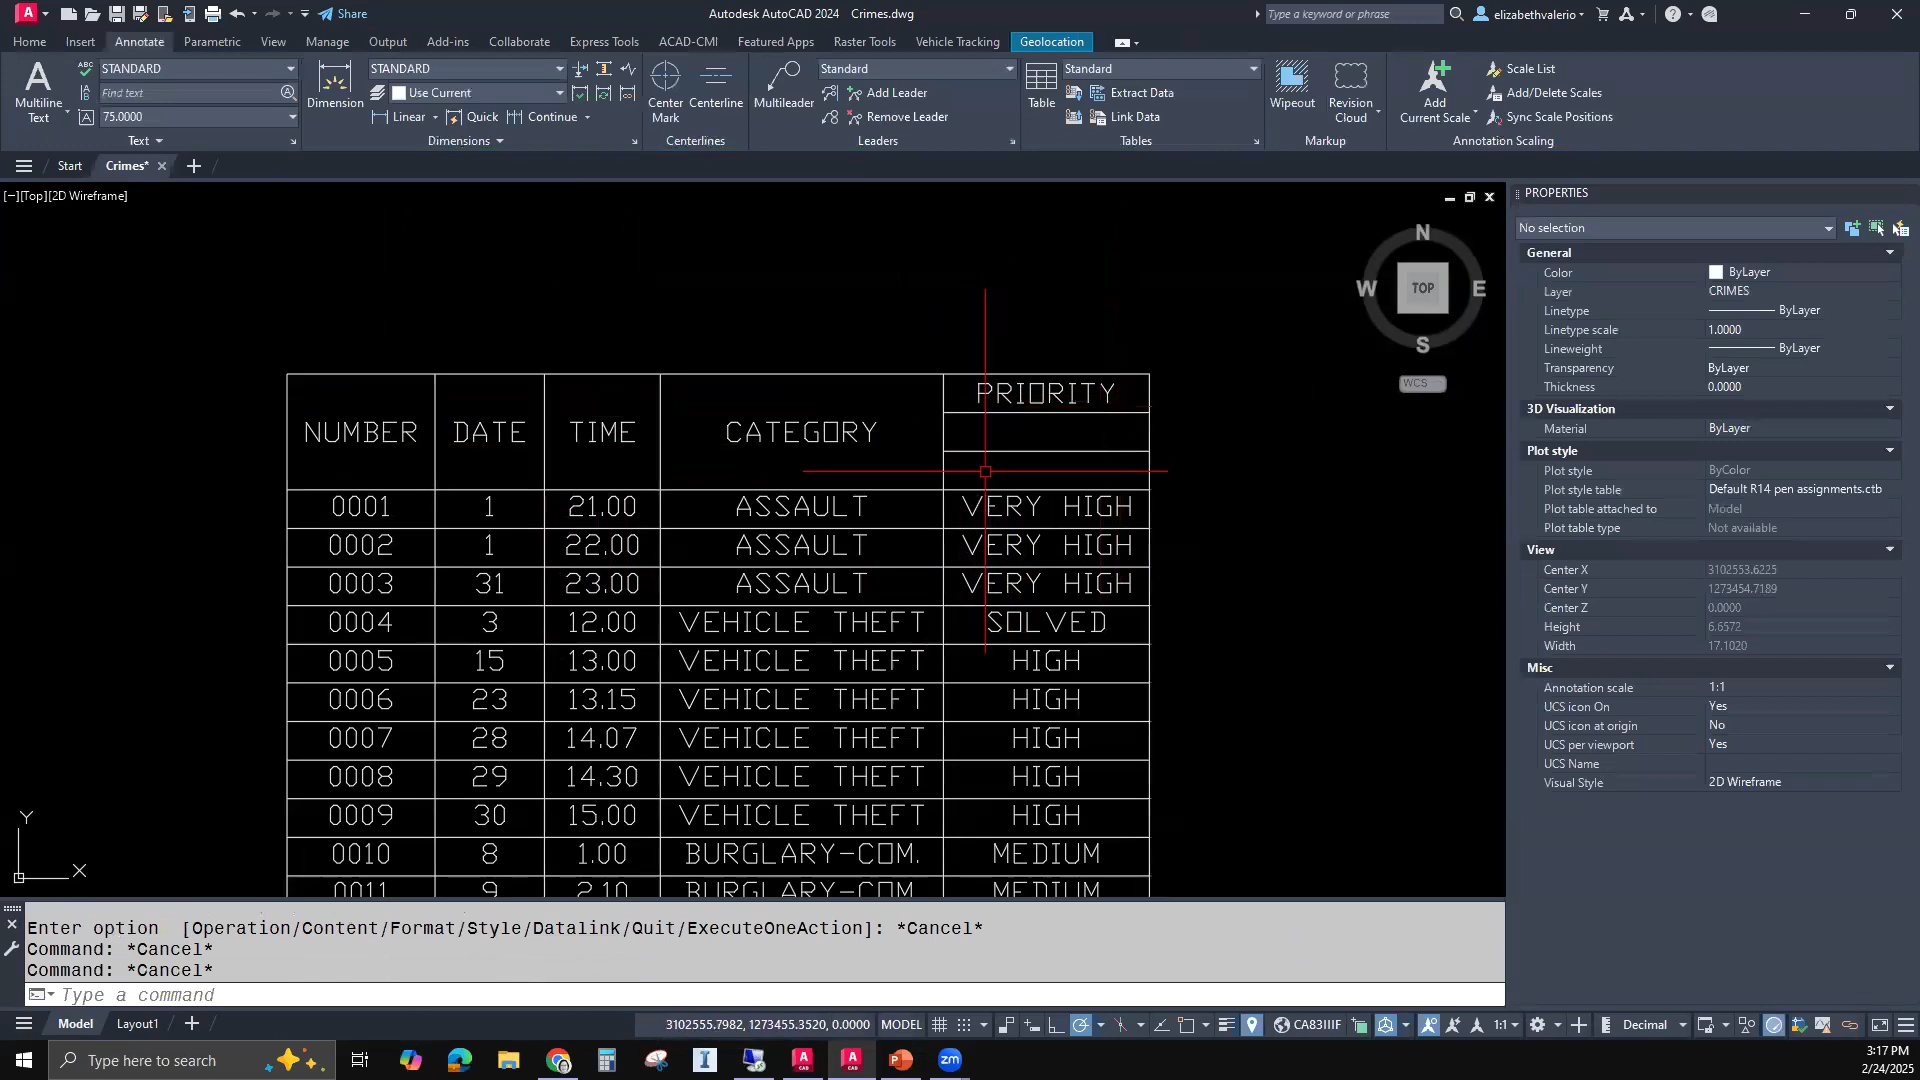 Share
Autodesk AutoCAD 2024 Crimes.dwg
Type a keyword or phrase
elizabethvalerio
Home Insert Annotate Parametric View Manage Output Add-ins Collaborate Express Tools ACAD-CMI Featured Apps Raster Tools Vehicle Tracking Geolocation
Multiline Text
STANDARD
Find text
75.0000
Text
Dimension
STANDARD
Use Current
Linear Quick Continue
Dimensions
Center Mark
Centerline
Centerlines
Multileader
Standard
Add Leader
Remove Leader
Leaders
Table
Standard
Extract Data
Link Data
Tables
Wipeout
Revision Cloud
Markup
Add Current Scale
Scale List
Add/Delete Scales
Sync Scale Positions
Annotation Scaling
Start Crimes*
[−][Top][2D Wireframe]
N
W TOP E
S
WCS
NUMBER DATE TIME CATEGORY PRIORITY
0001 1 21.00 ASSAULT VERY HIGH
0002 1 22.00 ASSAULT VERY HIGH
0003 31 23.00 ASSAULT VERY HIGH
0004 3 12.00 VEHICLE THEFT SOLVED
0005 15 13.00 VEHICLE THEFT HIGH
0006 23 13.15 VEHICLE THEFT HIGH
0007 28 14.07 VEHICLE THEFT HIGH
0008 29 14.30 VEHICLE THEFT HIGH
0009 30 15.00 VEHICLE THEFT HIGH
0010 8 1.00 BURGLARY-COM. MEDIUM
0011 9 2.10 BURGLARY-COM. MEDIUM
Y
X
PROPERTIES
No selection
General
Color ByLayer
Layer CRIMES
Linetype ByLayer
Linetype scale 1.0000
Lineweight ByLayer
Transparency ByLayer
Thickness 0.0000
3D Visualization
Material ByLayer
Plot style
Plot style ByColor
Plot style table Default R14 pen assignments.ctb
Plot table attached to Model
Plot table type Not available
View
Center X 3102553.6225
Center Y 1273454.7189
Center Z 0.0000
Height 6.6572
Width 17.1020
Misc
Annotation scale 1:1
UCS icon On Yes
UCS icon at origin No
UCS per viewport Yes
UCS Name
Visual Style 2D Wireframe
Enter option [Operation/Content/Format/Style/Datalink/Quit/ExecuteOneAction]: *Cancel*
Command: *Cancel*
Command: *Cancel*
Type a command
Model Layout1
3102555.7982, 1273455.3520, 0.0000 MODEL
CA83IIIF
1:1
Decimal
Type here to search
3:17 PM
2/24/2025